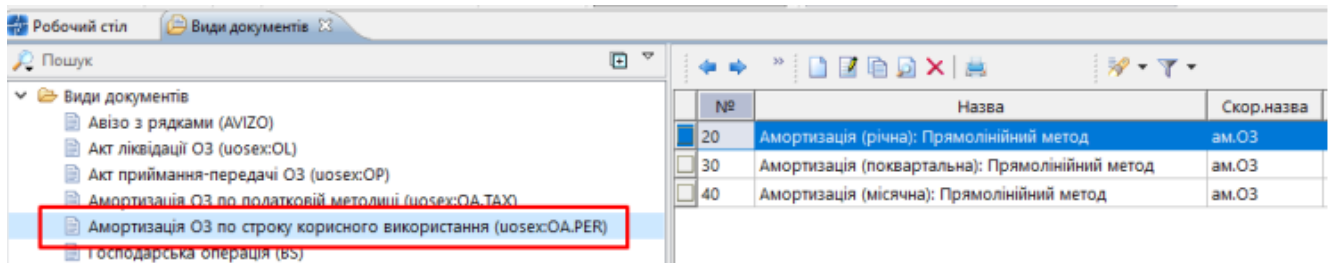 Робочий стіл Види документів
Пошук
Види документів
Авізо з рядками (AVIZO)
Акт ліквідації ОЗ (uosex:OL)
Акт приймання-передачі ОЗ (uosex:OP)
Амортизація ОЗ по податковій методиці (uosex:OA.TAX)
Амортизація ОЗ по строку корисного використання (uosex:OA.PER)
Господарська операція (BS)
№ Назва Скор.назва
20 Амортизація (річна): Прямолінійний метод ам.ОЗ
30 Амортизація (поквартальна): Прямолінійний метод ам.ОЗ
40 Амортизація (місячна): Прямолінійний метод ам.ОЗ